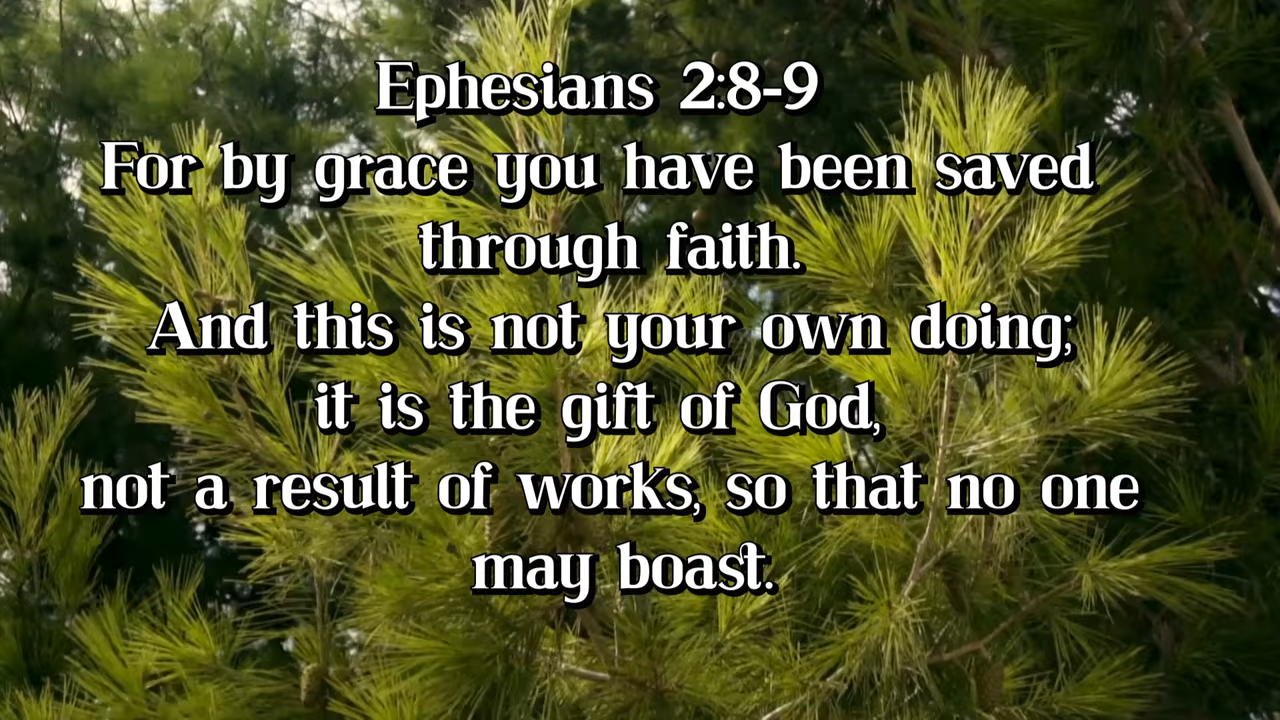 Ephesians 2:8-9
For by grace you have been saved
through faith.
And this is not your own doing;
it is the gift of God,
not a result of works, so that no one
may boast.